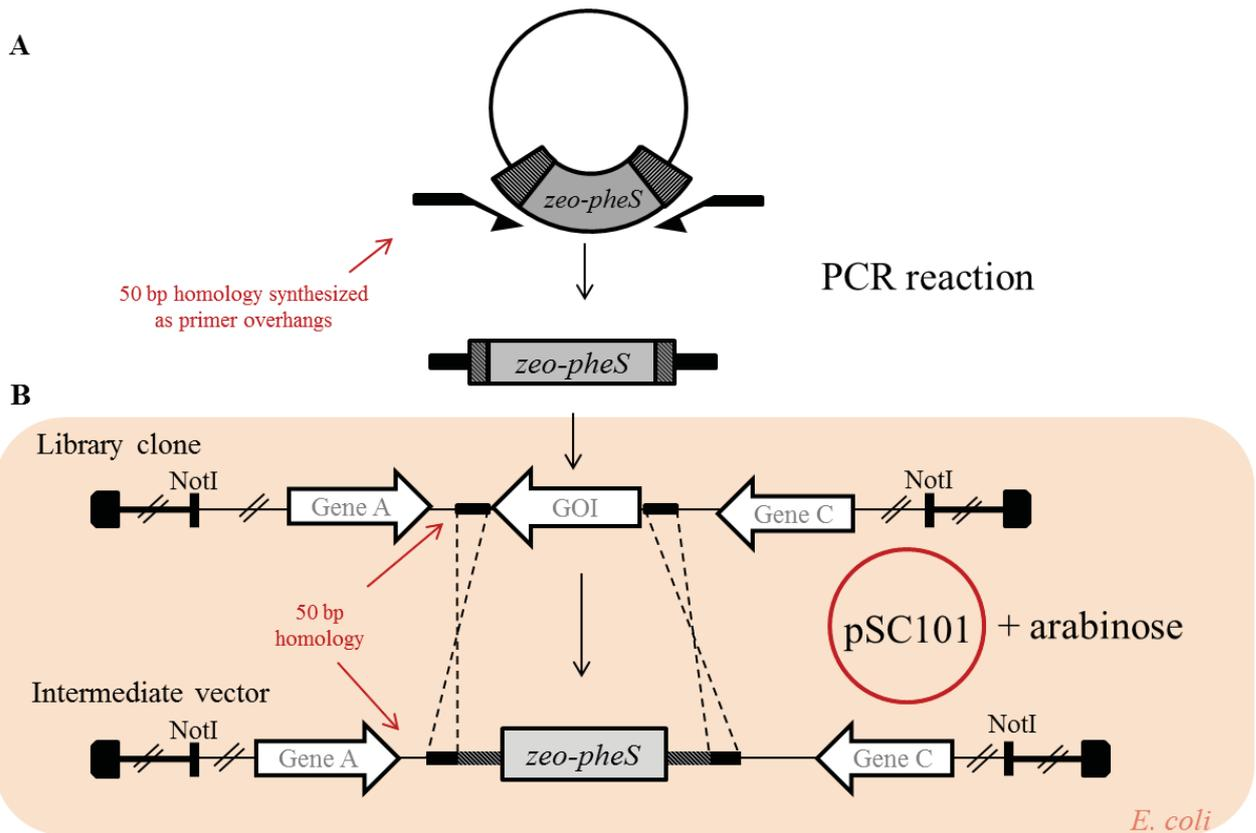 A
zeo-pheS
50 bp homology synthesized
as primer overhangs
PCR reaction
zeo-pheS
B
Library clone
NotI
NotI
Gene A
GOI
Gene C
50 bp
homology
pSC101
+ arabinose
Intermediate vector
NotI
NotI
Gene A
zeo-pheS
Gene C
E. coli